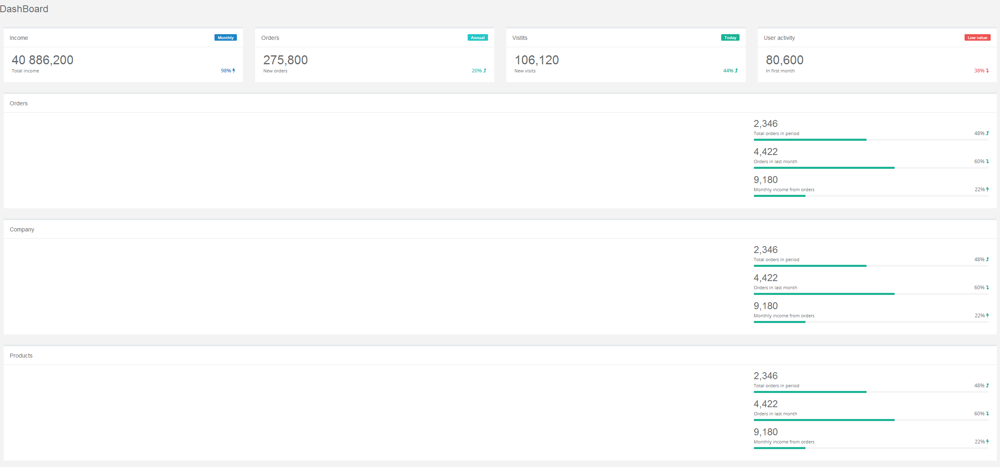 DashBoard
Income Monthly
40 886,200
Total income 98%
Orders Annual
275,800
New orders 20%
Vistits Today
106,120
New visits 44%
User activity Low value
80,600
In first month 38%
Orders
2,346
Total orders in period 48%
4,422
Orders in last month 60%
9,180
Monthly income from orders 22%
Company
2,346
Total orders in period 48%
4,422
Orders in last month 60%
9,180
Monthly income from orders 22%
Products
2,346
Total orders in period 48%
4,422
Orders in last month 60%
9,180
Monthly income from orders 22%